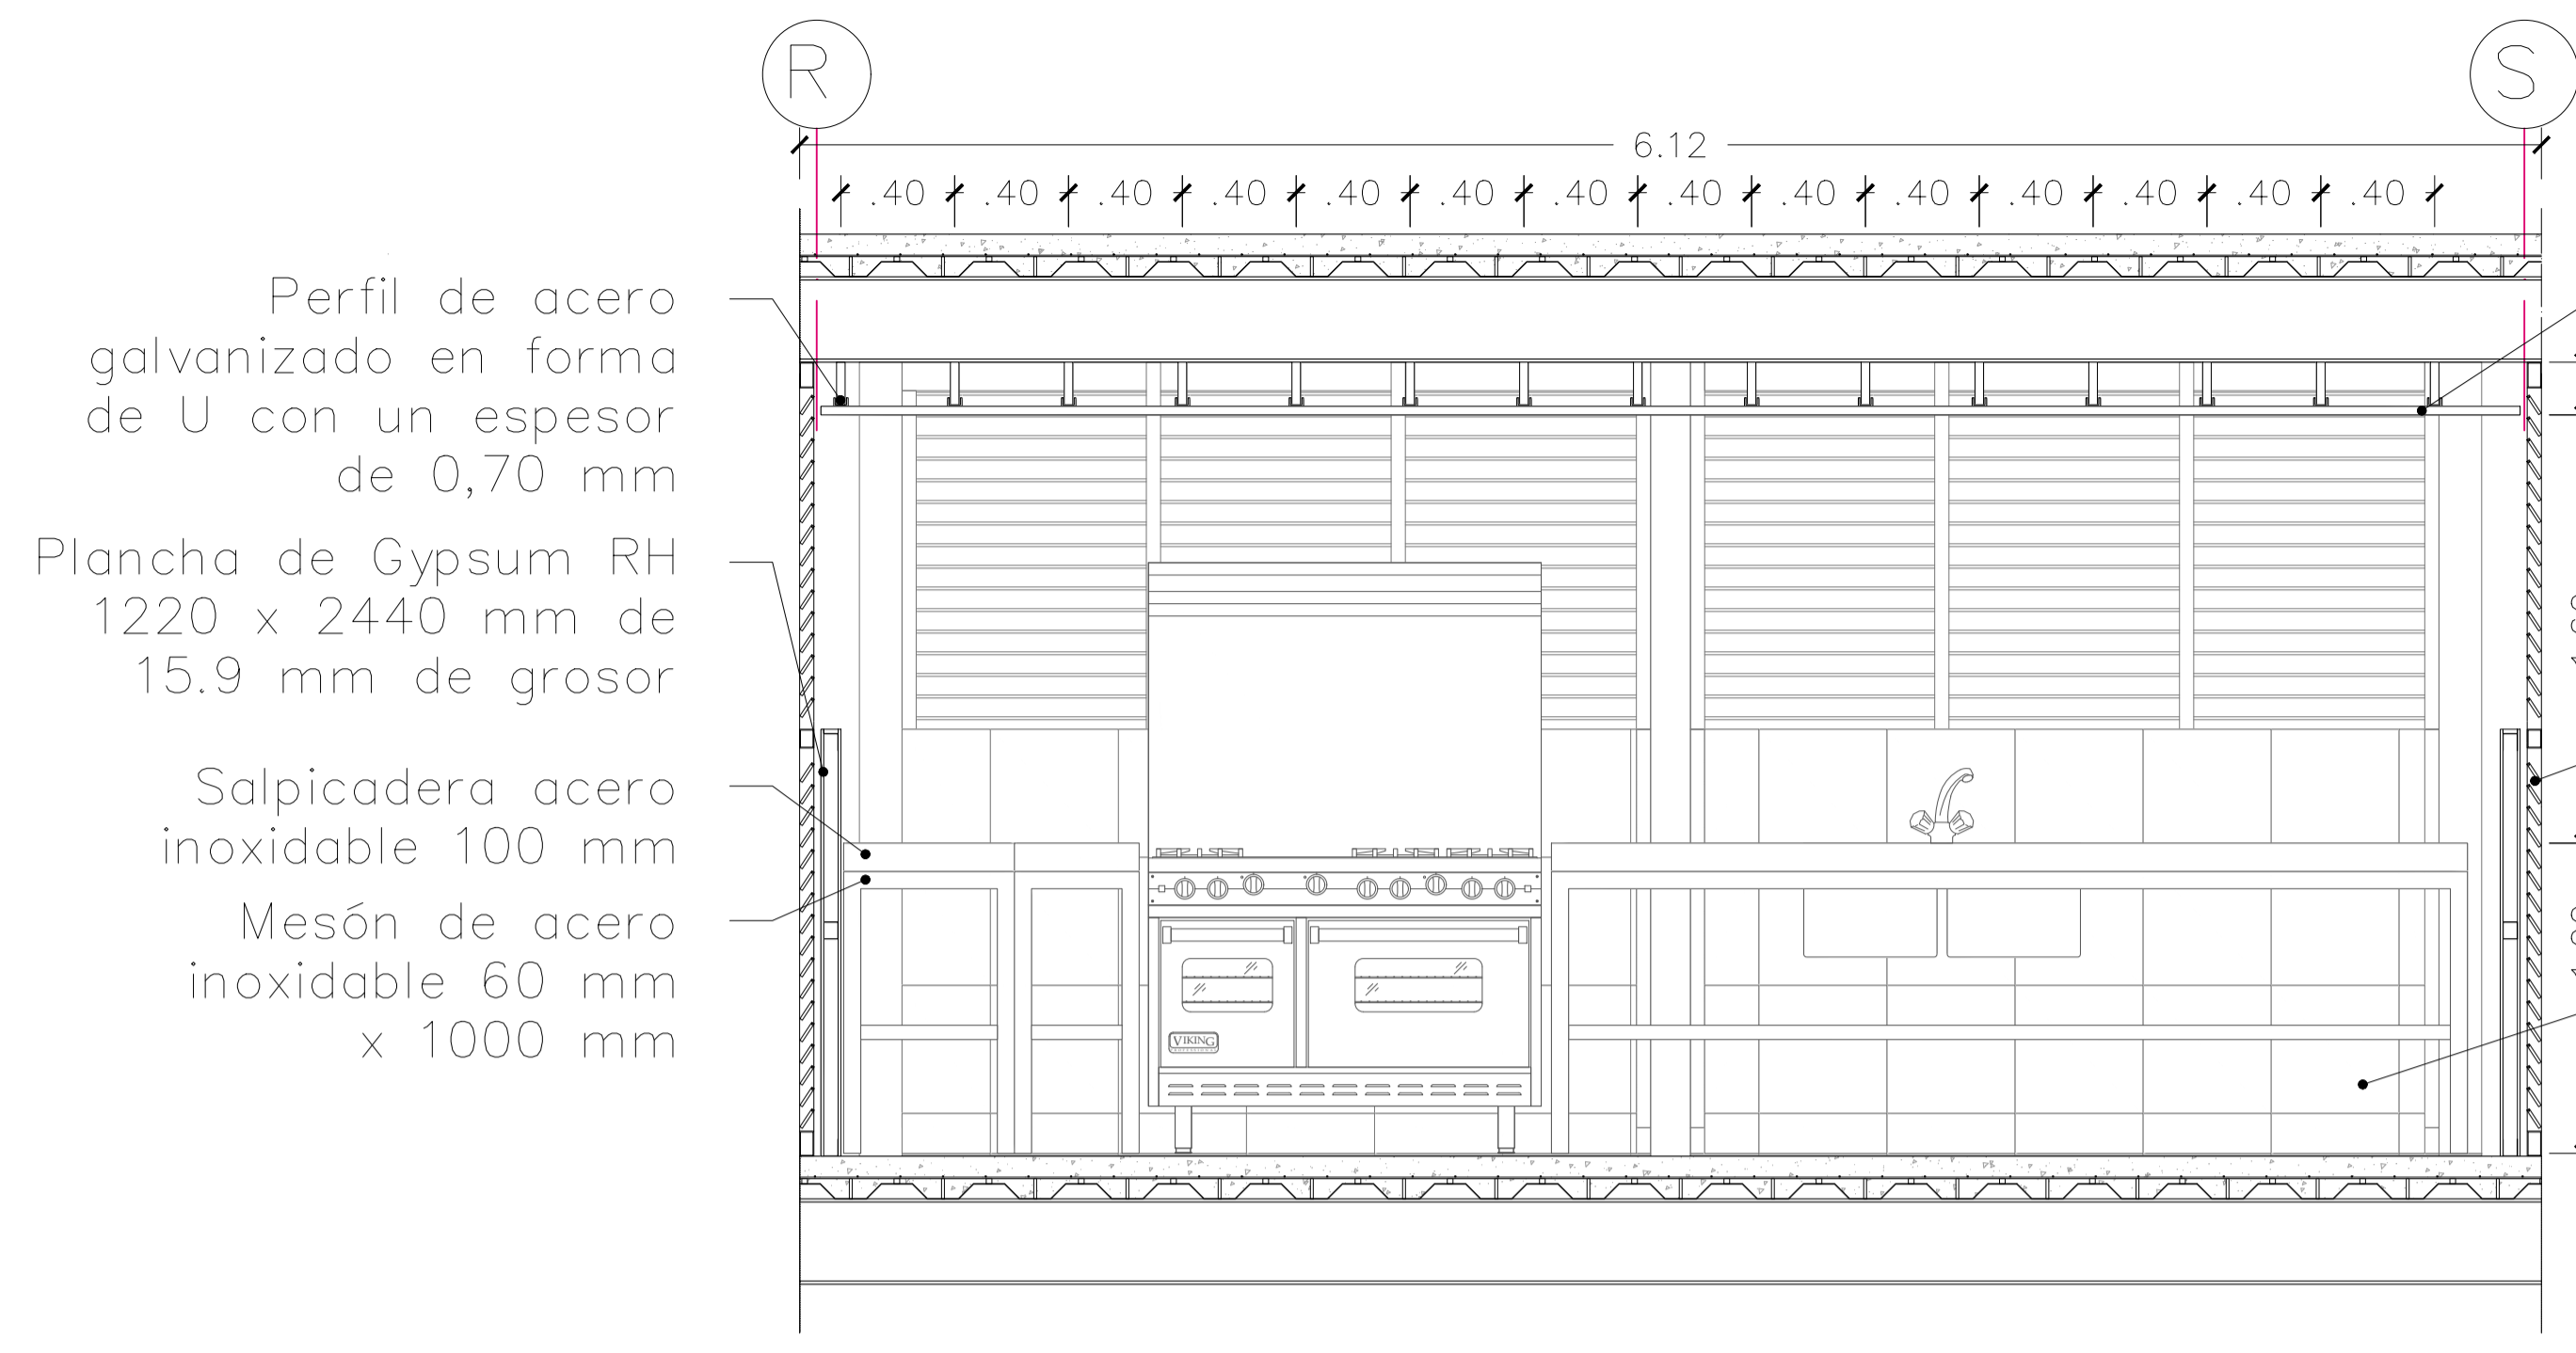 R
S
6.12
.40 .40 .40 .40 .40 .40 .40 .40 .40 .40 .40 .40 .40 .40
Perfil de acero
galvanizado en forma
de U con un espesor
de 0,70 mm
Plancha de Gypsum RH
1220 x 2440 mm de
15.9 mm de grosor
Salpicadera acero
inoxidable 100 mm
Mesón de acero
inoxidable 60 mm
x 1000 mm
VIKING